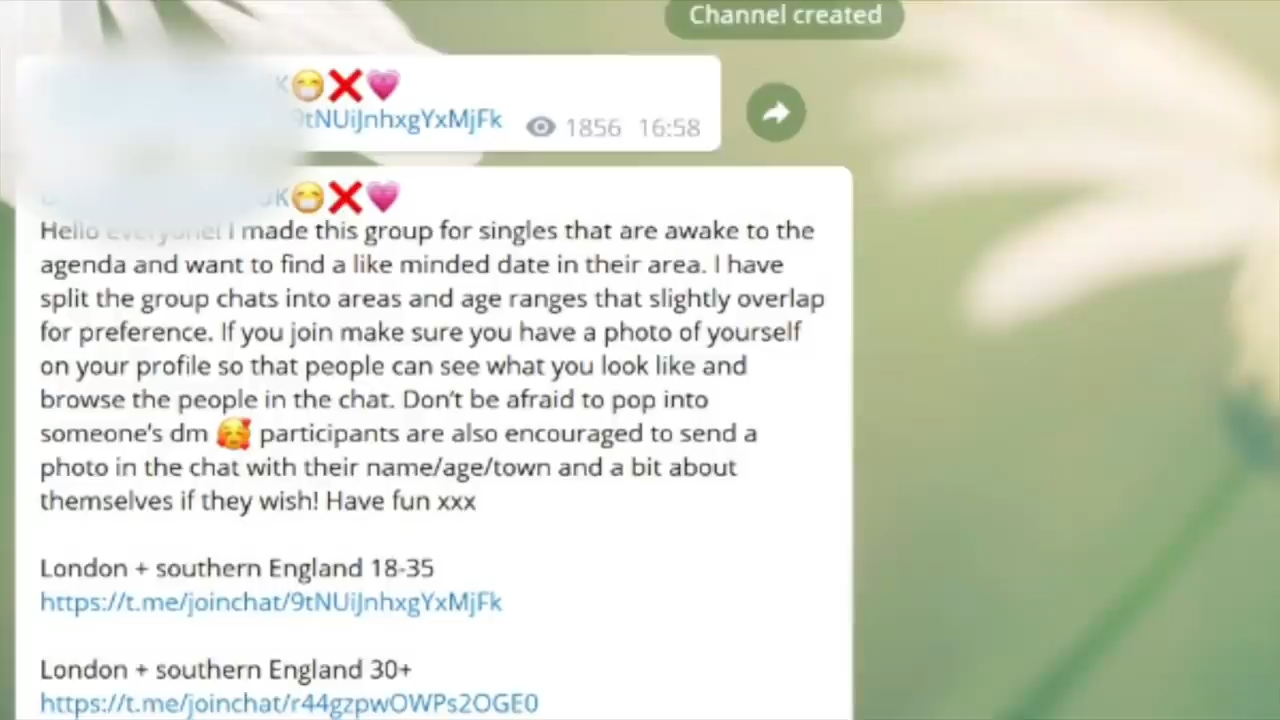 Channel created
K😷❌💗
9tNUiJnhxgYxMjFk 1856 16:58
K😷❌💗
Hello everyone! I made this group for singles that are awake to the
agenda and want to find a like minded date in their area. I have
split the group chats into areas and age ranges that slightly overlap
for preference. If you join make sure you have a photo of yourself
on your profile so that people can see what you look like and
browse the people in the chat. Don't be afraid to pop into
someone's dm 🥰 participants are also encouraged to send a
photo in the chat with their name/age/town and a bit about
themselves if they wish! Have fun xxx
London + southern England 18-35
https://t.me/joinchat/9tNUiJnhxgYxMjFk
London + southern England 30+
https://t.me/joinchat/r44gzpwOWPs2OGE0